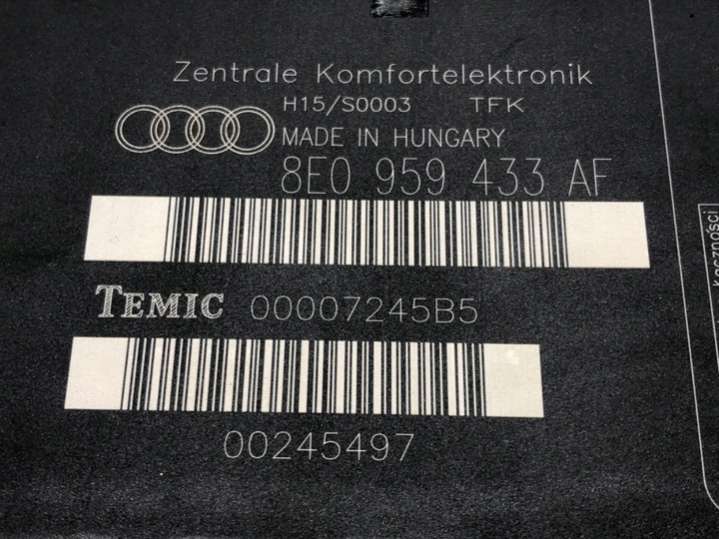 Zentrale Komfortelektronik
H15/S0003 TFK
MADE IN HUNGARY
8E0 959 433 AF
TEMIC 00007245B5
00245497